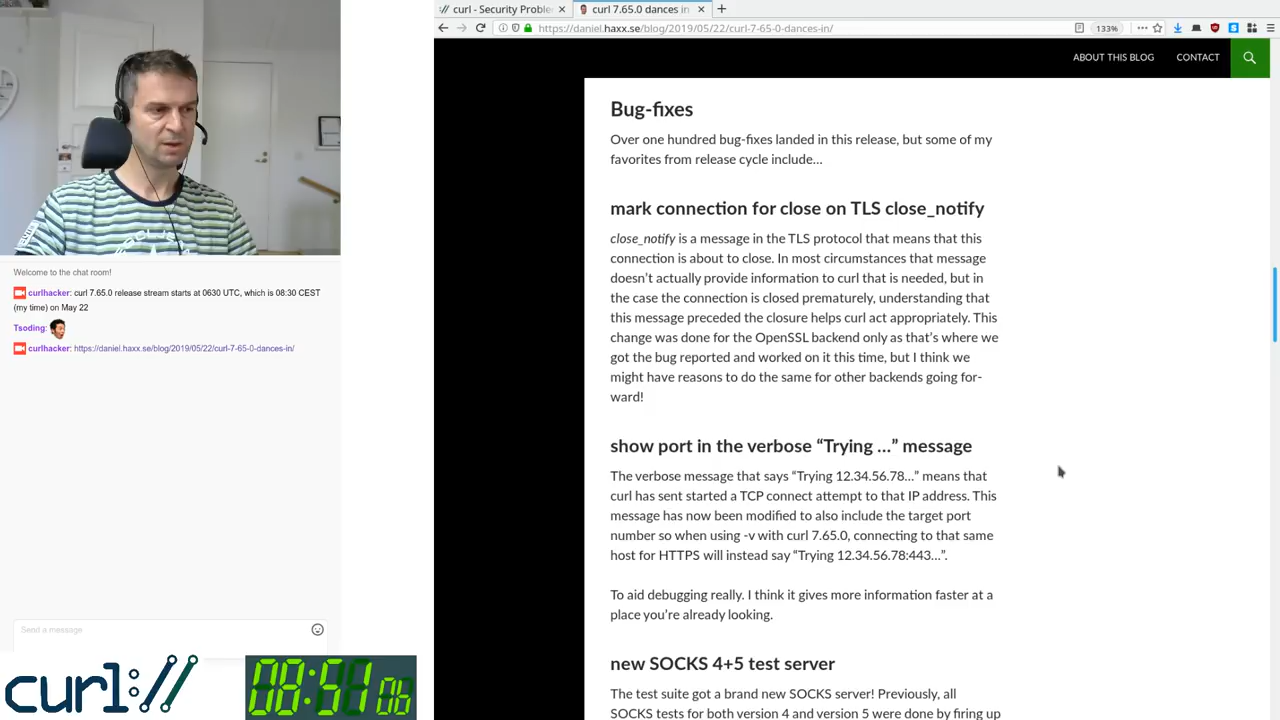 curl - Security Proble
curl 7.65.0 dances in
https://daniel.haxx.se/blog/2019/05/22/curl-7-65-0-dances-in/
133%
ABOUT THIS BLOG
CONTACT
Bug-fixes
Over one hundred bug-fixes landed in this release, but some of my
favorites from release cycle include…
mark connection for close on TLS close_notify
close_notify is a message in the TLS protocol that means that this
connection is about to close. In most circumstances that message
doesn’t actually provide information to curl that is needed, but in
the case the connection is closed prematurely, understanding that
this message preceded the closure helps curl act appropriately. This
change was done for the OpenSSL backend only as that’s where we
got the bug reported and worked on it this time, but I think we
might have reasons to do the same for other backends going for-
ward!
show port in the verbose “Trying …” message
The verbose message that says “Trying 12.34.56.78…” means that
curl has sent started a TCP connect attempt to that IP address. This
message has now been modified to also include the target port
number so when using -v with curl 7.65.0, connecting to that same
host for HTTPS will instead say “Trying 12.34.56.78:443…”.
To aid debugging really. I think it gives more information faster at a
place you’re already looking.
new SOCKS 4+5 test server
The test suite got a brand new SOCKS server! Previously, all
SOCKS tests for both version 4 and version 5 were done by firing up
Welcome to the chat room!
curlhacker: curl 7.65.0 release stream starts at 0630 UTC, which is 08:30 CEST
(my time) on May 22
Tsoding:
curlhacker: https://daniel.haxx.se/blog/2019/05/22/curl-7-65-0-dances-in/
Send a message
curl://
08:51 06